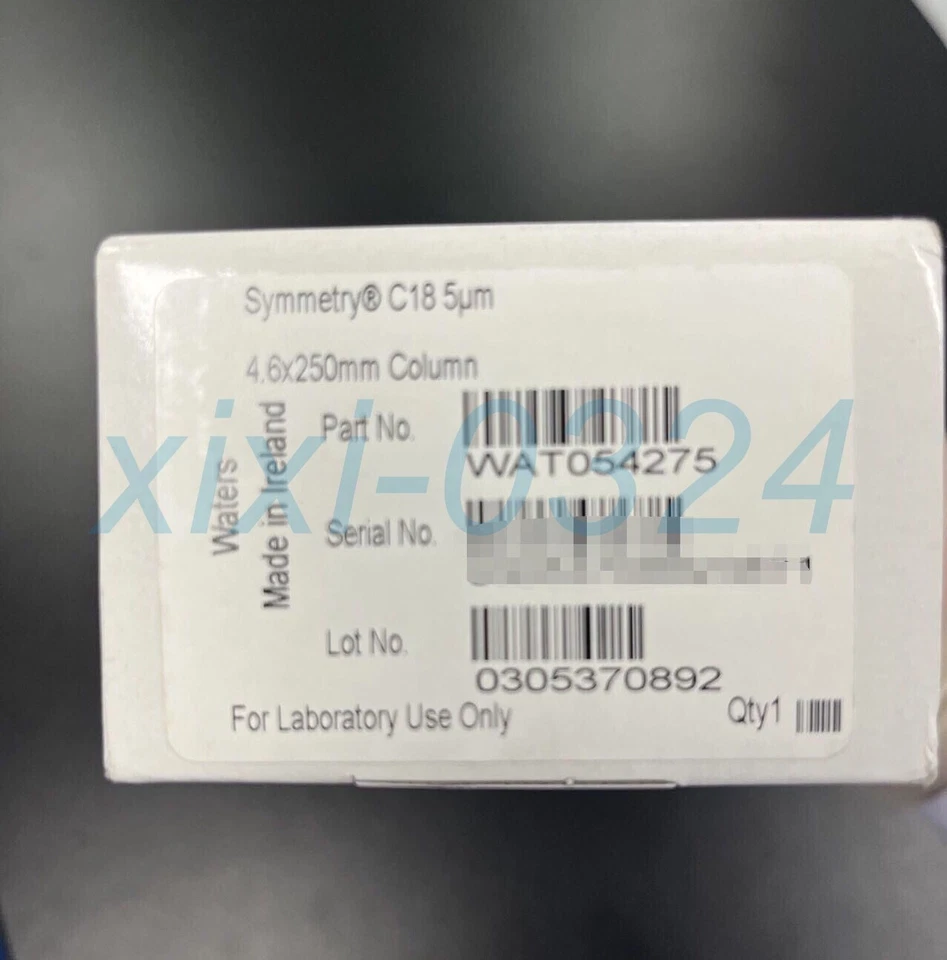 Symmetry® C18 5µm
4.6x250mm Column
Waters
Made in Ireland
Part No.
WAT054275
Serial No.
1
Lot No.
0305370892
For Laboratory Use Only
Qty1
xixi-0324